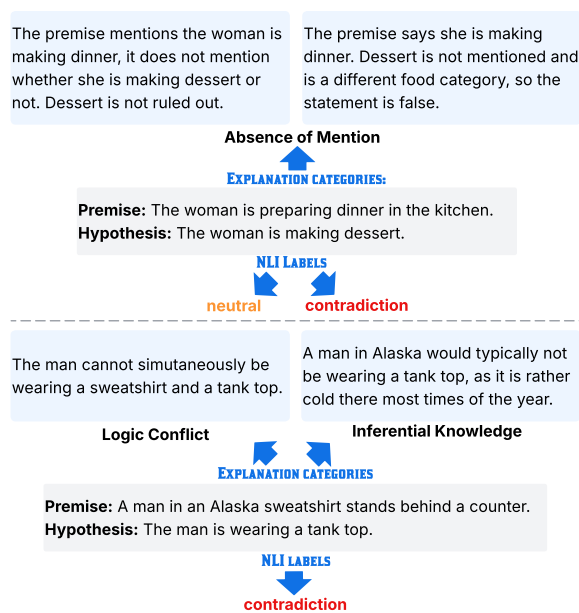 The premise mentions the woman is
making dinner, it does not mention
whether she is making dessert or
not. Dessert is not ruled out.
The premise says she is making
dinner. Dessert is not mentioned and
is a different food category, so the
statement is false.
Absence of Mention
Explanation categories:
Premise: The woman is preparing dinner in the kitchen.
Hypothesis: The woman is making dessert.
NLI Labels
neutral
contradiction
The man cannot simutaneously be
wearing a sweatshirt and a tank top.
A man in Alaska would typically not
be wearing a tank top, as it is rather
cold there most times of the year.
Logic Conflict
Inferential Knowledge
Explanation categories
Premise: A man in an Alaska sweatshirt stands behind a counter.
Hypothesis: The man is wearing a tank top.
NLI labels
contradiction